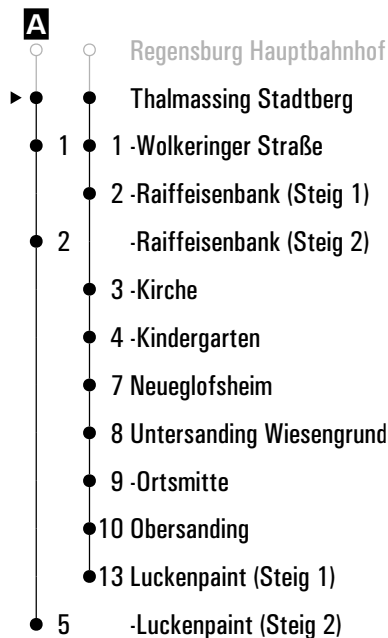 A
Regensburg Hauptbahnhof
Thalmassing Stadtberg
1 1 -Wolkeringer Straße
2 -Raiffeisenbank (Steig 1)
2 -Raiffeisenbank (Steig 2)
3 -Kirche
4 -Kindergarten
7 Neueglofsheim
8 Untersanding Wiesengrund
9 -Ortsmitte
10 Obersanding
13 Luckenpaint (Steig 1)
5 -Luckenpaint (Steig 2)